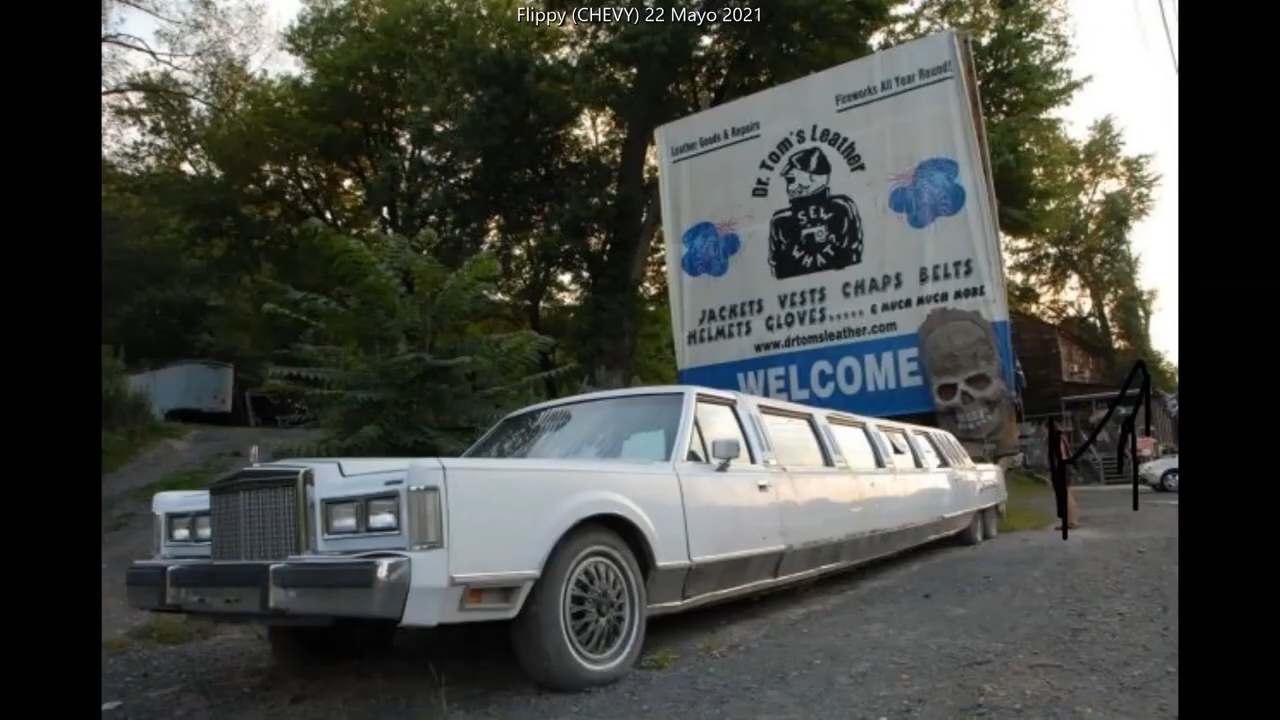 Flippy (CHEVY) 22 Mayo 2021
Fireworks All Year Round!
Leather Goods & Repairs
Dr. Tom's Leather
SEZ
WHAT?
JACKETS VESTS CHAPS BELTS
HELMETS GLOVES..... & MUCH MUCH MORE
www.drtomsleather.com
WELCOME